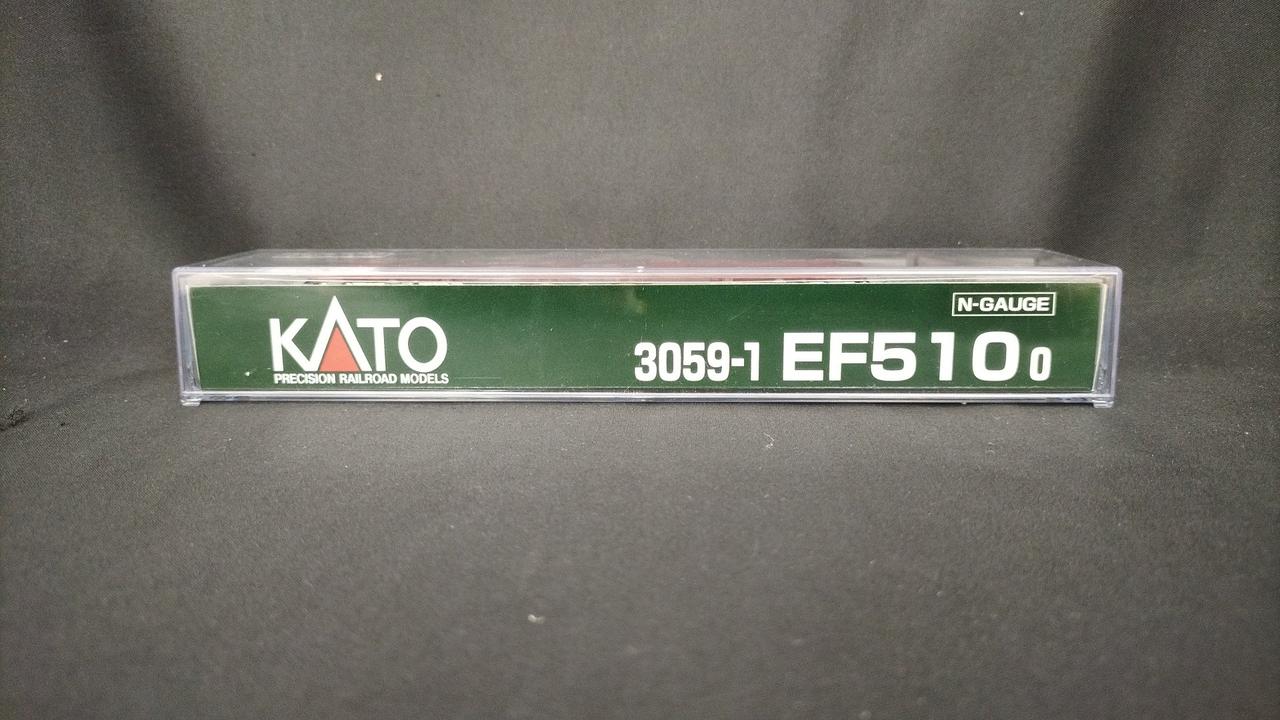 KATO
PRECISION RAILROAD MODELS
N-GAUGE
3059-1 EF510 0